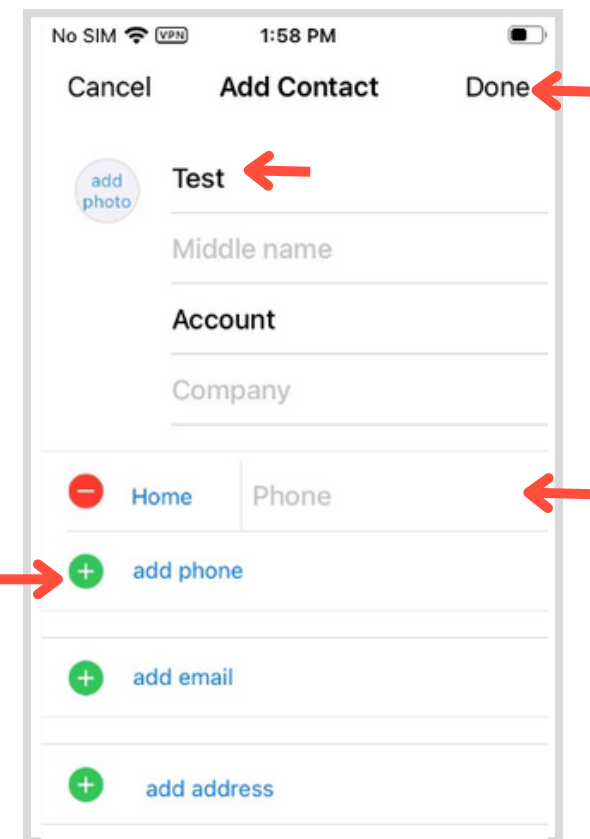 No SIM VPN 1:58 PM
Cancel Add Contact Done
add
photo
Test
Middle name
Account
Company
Home Phone
add phone
add email
add address